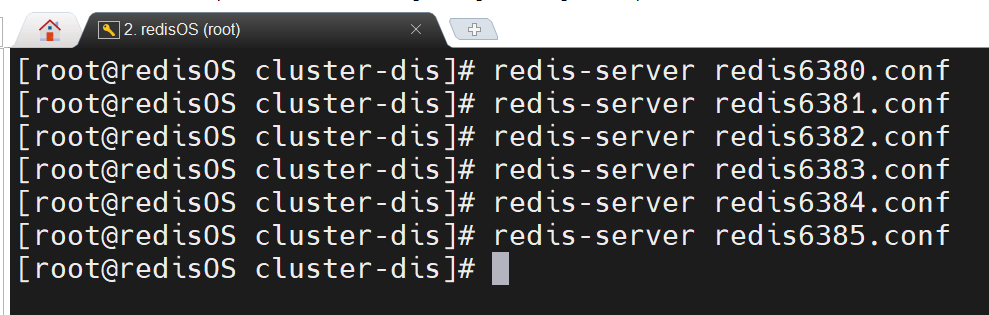 2. redisOS (root)
[root@redisOS cluster-dis]# redis-server redis6380.conf
[root@redisOS cluster-dis]# redis-server redis6381.conf
[root@redisOS cluster-dis]# redis-server redis6382.conf
[root@redisOS cluster-dis]# redis-server redis6383.conf
[root@redisOS cluster-dis]# redis-server redis6384.conf
[root@redisOS cluster-dis]# redis-server redis6385.conf
[root@redisOS cluster-dis]#